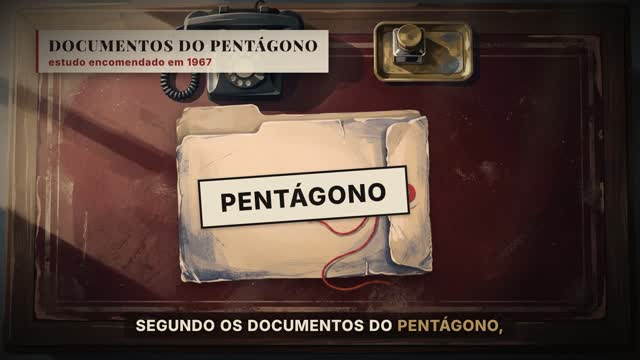 DOCUMENTOS DO PENTÁGONO
estudo encomendado em 1967
PENTÁGONO
SEGUNDO OS DOCUMENTOS DO PENTÁGONO,